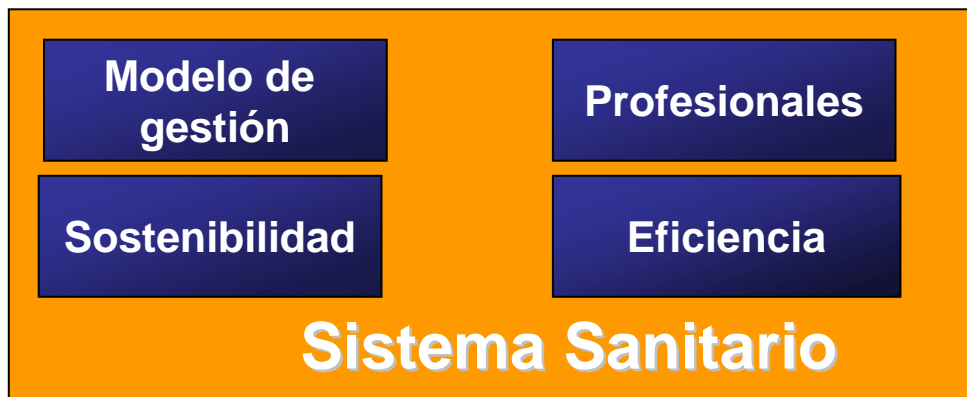 Modelo de
gestión
Profesionales
Sostenibilidad
Eficiencia
Sistema Sanitario